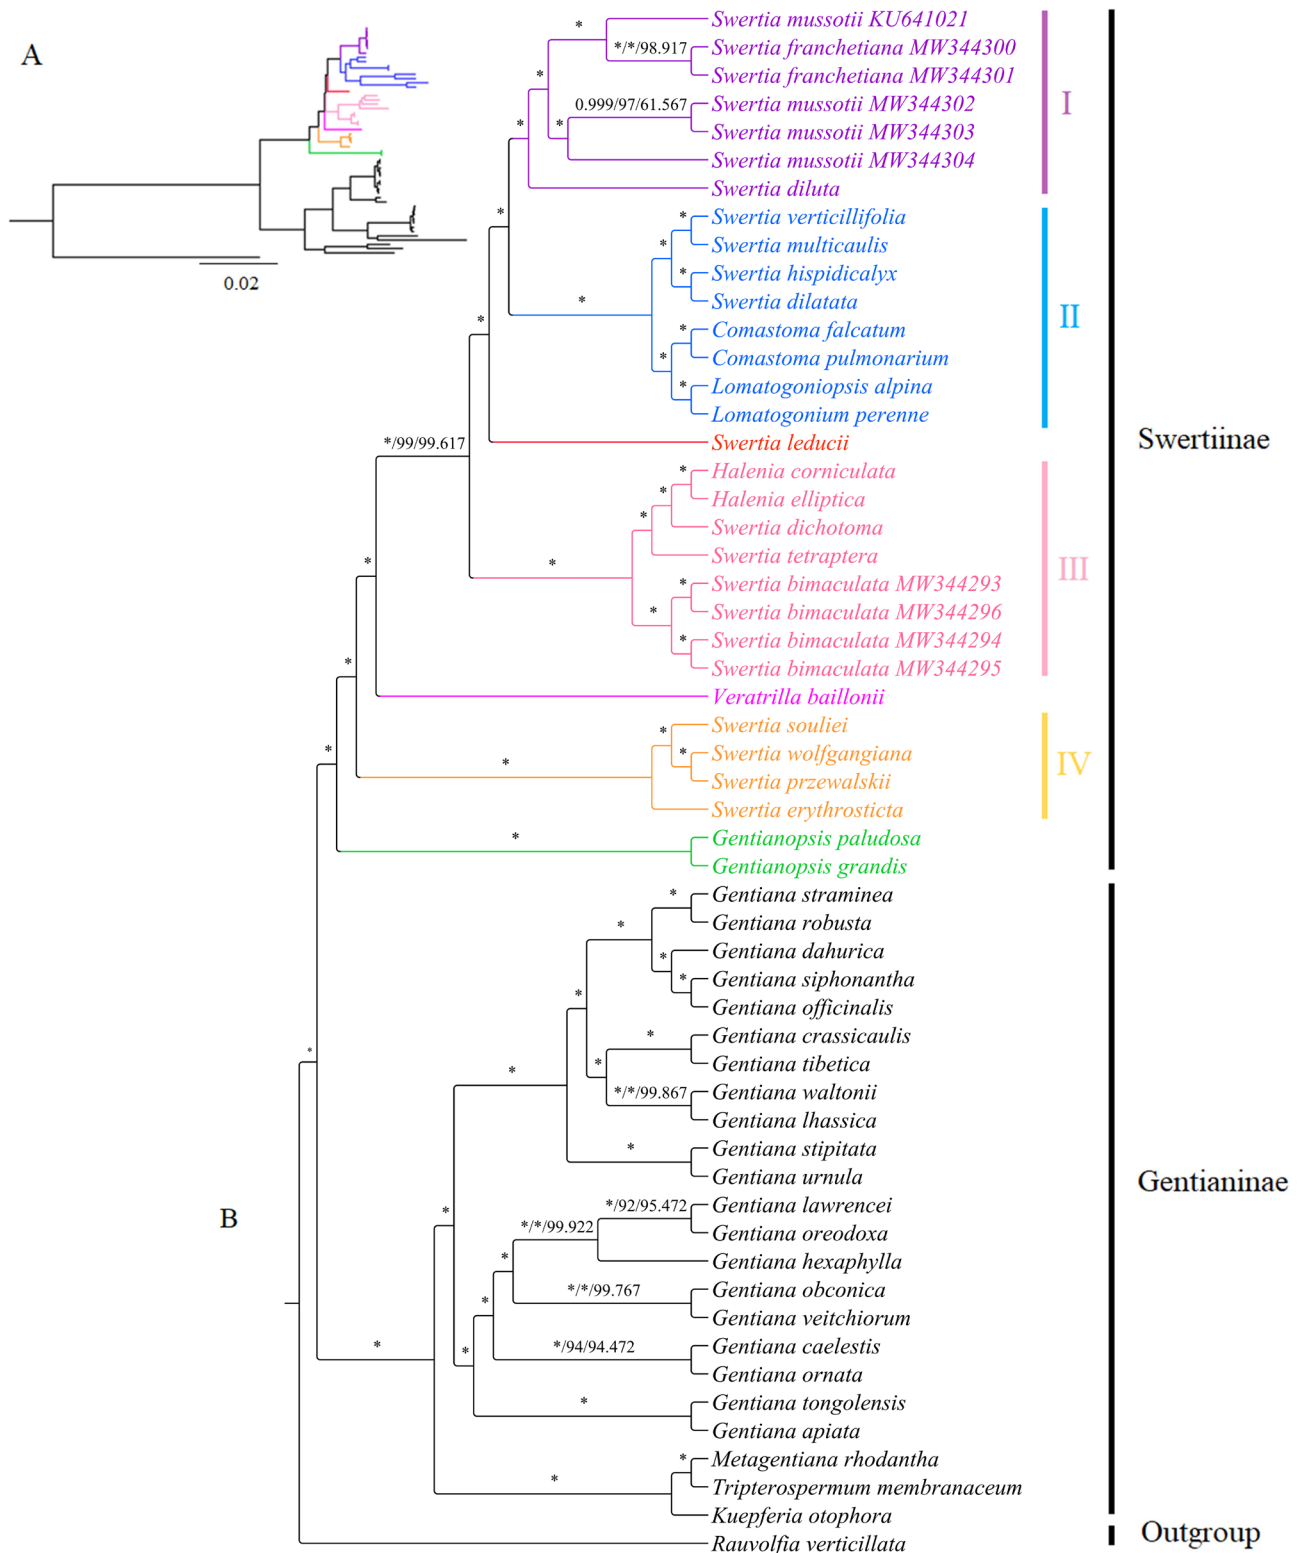 A
0.02
B
Swertia mussotii KU641021
*
*/*/98.917
Swertia franchetiana MW344300
Swertia franchetiana MW344301
*
0.999/97/61.567
Swertia mussotii MW344302
*
*
Swertia mussotii MW344303
Swertia mussotii MW344304
Swertia diluta
I
*
*
Swertia verticillifolia
*
Swertia multicaulis
*
Swertia hispidicalyx
*
Swertia dilatata
*
*
Comastoma falcatum
*
Comastoma pulmonarium
*
Lomatogoniopsis alpina
Lomatogonium perenne
II
*/99/99.617
Swertia leducii
*
Halenia corniculata
*
Halenia elliptica
*
Swertia dichotoma
Swertia tetraptera
*
*
*
Swertia bimaculata MW344293
*
Swertia bimaculata MW344296
*
Swertia bimaculata MW344294
Swertia bimaculata MW344295
III
*
Veratrilla baillonii
*
Swertia souliei
*
*
Swertia wolfgangiana
*
Swertia przewalskii
Swertia erythrosticta
IV
*
Gentianopsis paludosa
Gentianopsis grandis
Swertiinae
*
Gentiana straminea
*
Gentiana robusta
Gentiana dahurica
*
*
Gentiana siphonantha
*
Gentiana officinalis
*
Gentiana crassicaulis
*
*
Gentiana tibetica
*
*/*/99.867
Gentiana waltonii
Gentiana lhassica
*
Gentiana stipitata
Gentiana urnula
*/92/95.472
Gentiana lawrencei
*
*/*/99.922
Gentiana oreodoxa
*
Gentiana hexaphylla
*/*/99.767
Gentiana obconica
*
Gentiana veitchiorum
*
*
*/94/94.472
Gentiana caelestis
Gentiana ornata
*
Gentiana tongolensis
Gentiana apiata
*
*
Metagentiana rhodantha
Tripterospermum membranaceum
Kuepferia otophora
Gentianinae
Rauvolfia verticillata
Outgroup